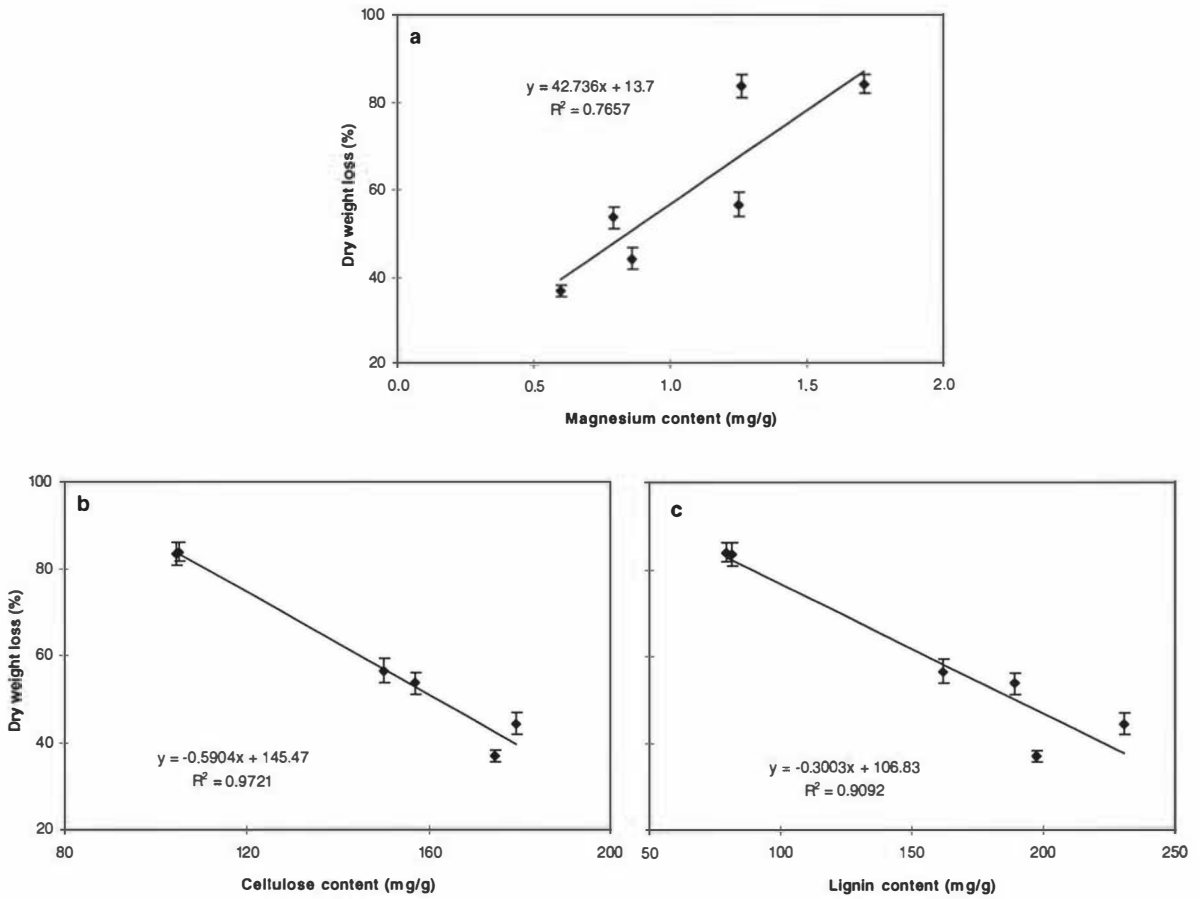 100
a
y = 42.736x + 13.7
R² = 0.7657
80
60
40
20
Dry weight loss (%)
0.0 0.5 1.0 1.5 2.0
Magnesium content (mg/g)
100
b
80
60
40
20
Dry weight loss (%)
y = -0.5904x + 145.47
R² = 0.9721
80 120 160 200
Cellulose content (mg/g)
c
y = -0.3003x + 106.83
R² = 0.9092
50 100 150 200 250
Lignin content (mg/g)